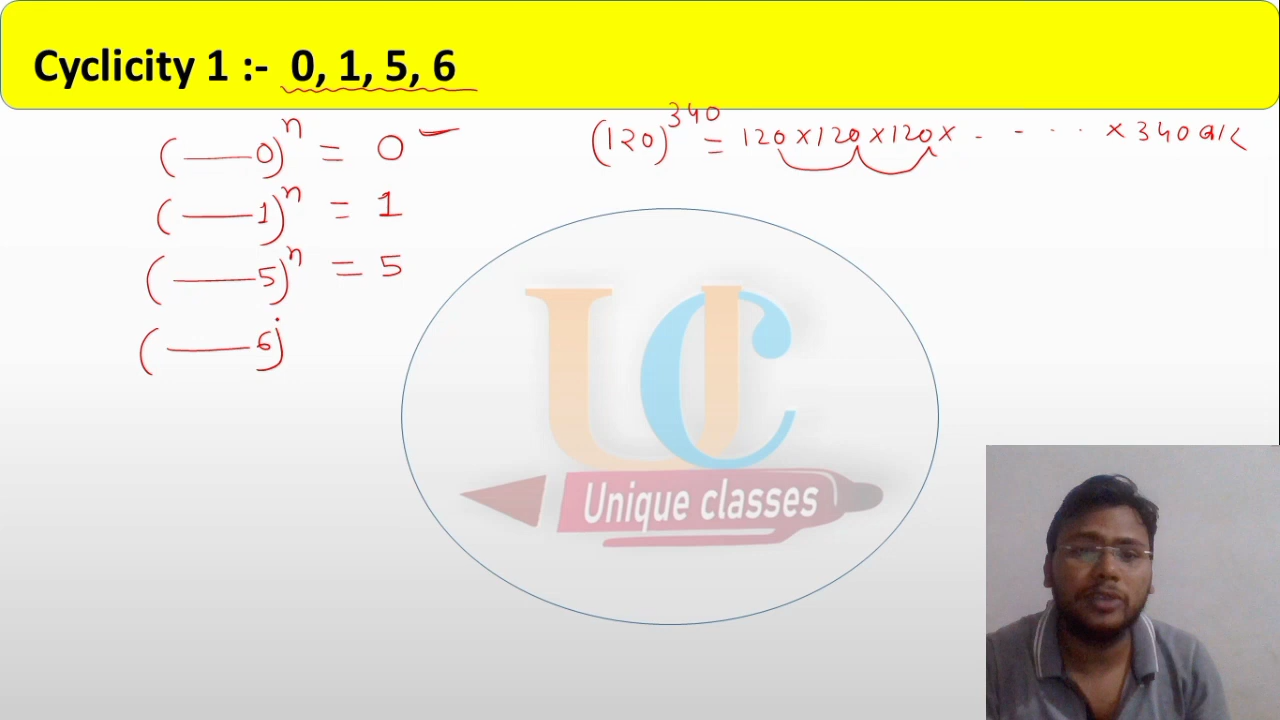 Cyclicity 1 :- 0, 1, 5, 6
(——0)ⁿ = 0
(120)³⁴⁰ = 120×120×120× - - · · · × 340 बार
(——1)ⁿ = 1
(——5)ⁿ = 5
(——6)
UC
Unique classes